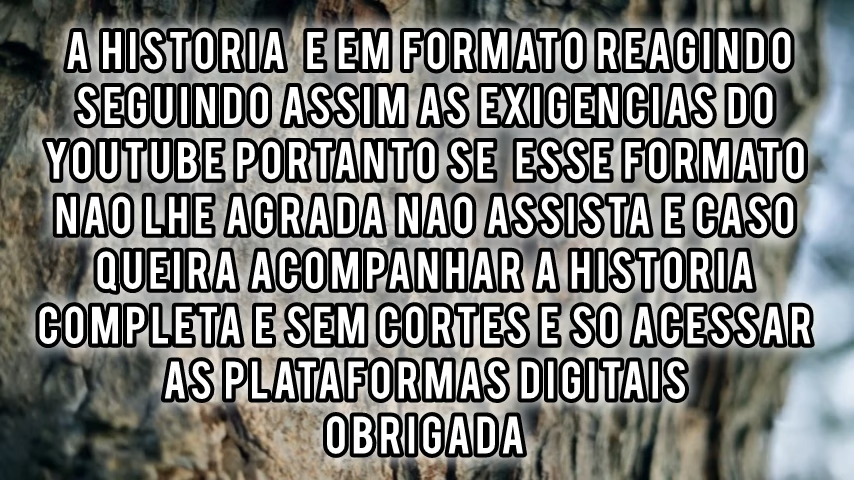 A HISTORIA E EM FORMATO REAGINDO
SEGUINDO ASSIM AS EXIGENCIAS DO
YOUTUBE PORTANTO SE ESSE FORMATO
NAO LHE AGRADA NAO ASSISTA E CASO
QUEIRA ACOMPANHAR A HISTORIA
COMPLETA E SEM CORTES E SO ACESSAR
AS PLATAFORMAS DIGITAIS
OBRIGADA